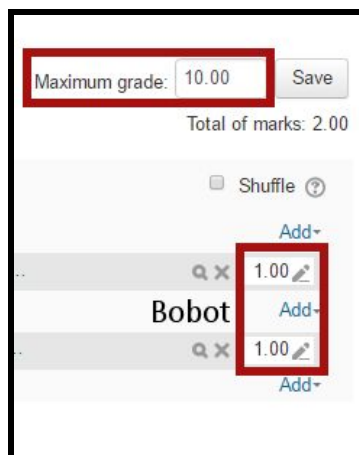 Maximum grade: 10.00 Save
Total of marks: 2.00
Shuffle
Add
.. 1.00
Bobot Add
.. 1.00
Add